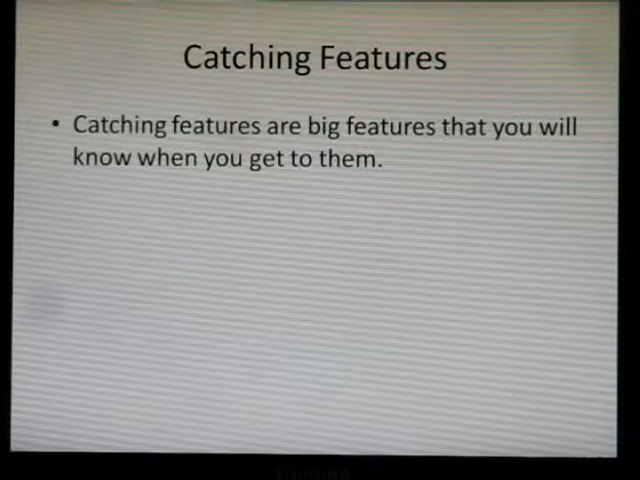 Catching Features
• Catching features are big features that you will
know when you get to them.